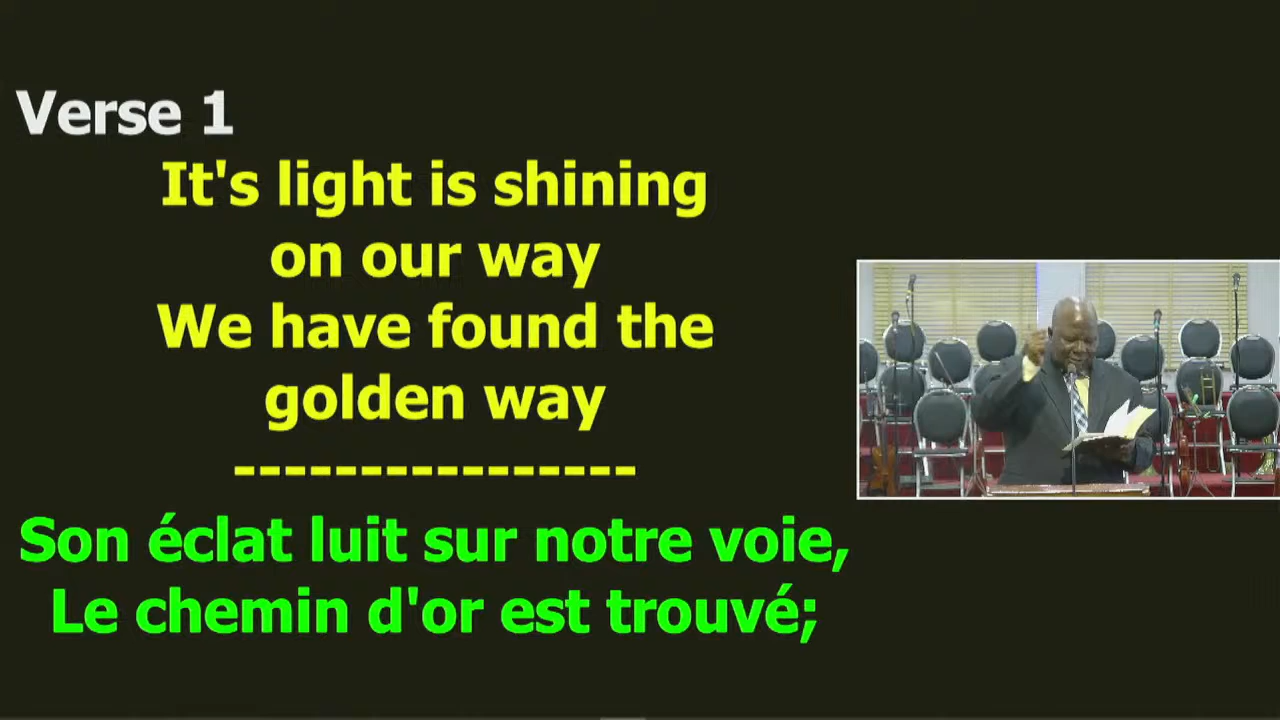 Verse 1
It's light is shining
on our way
We have found the
golden way
----------------
Son éclat luit sur notre voie,
Le chemin d'or est trouvé;